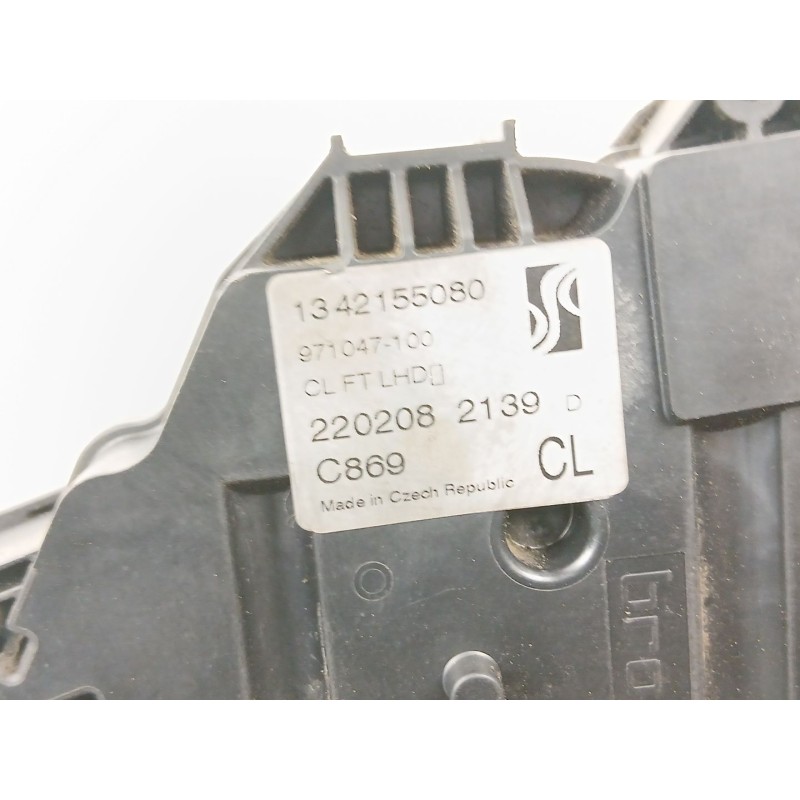 1342155080
971047-100
CL FT LHD▯
220208 2139 D
C869 CL
Made in Czech Republic